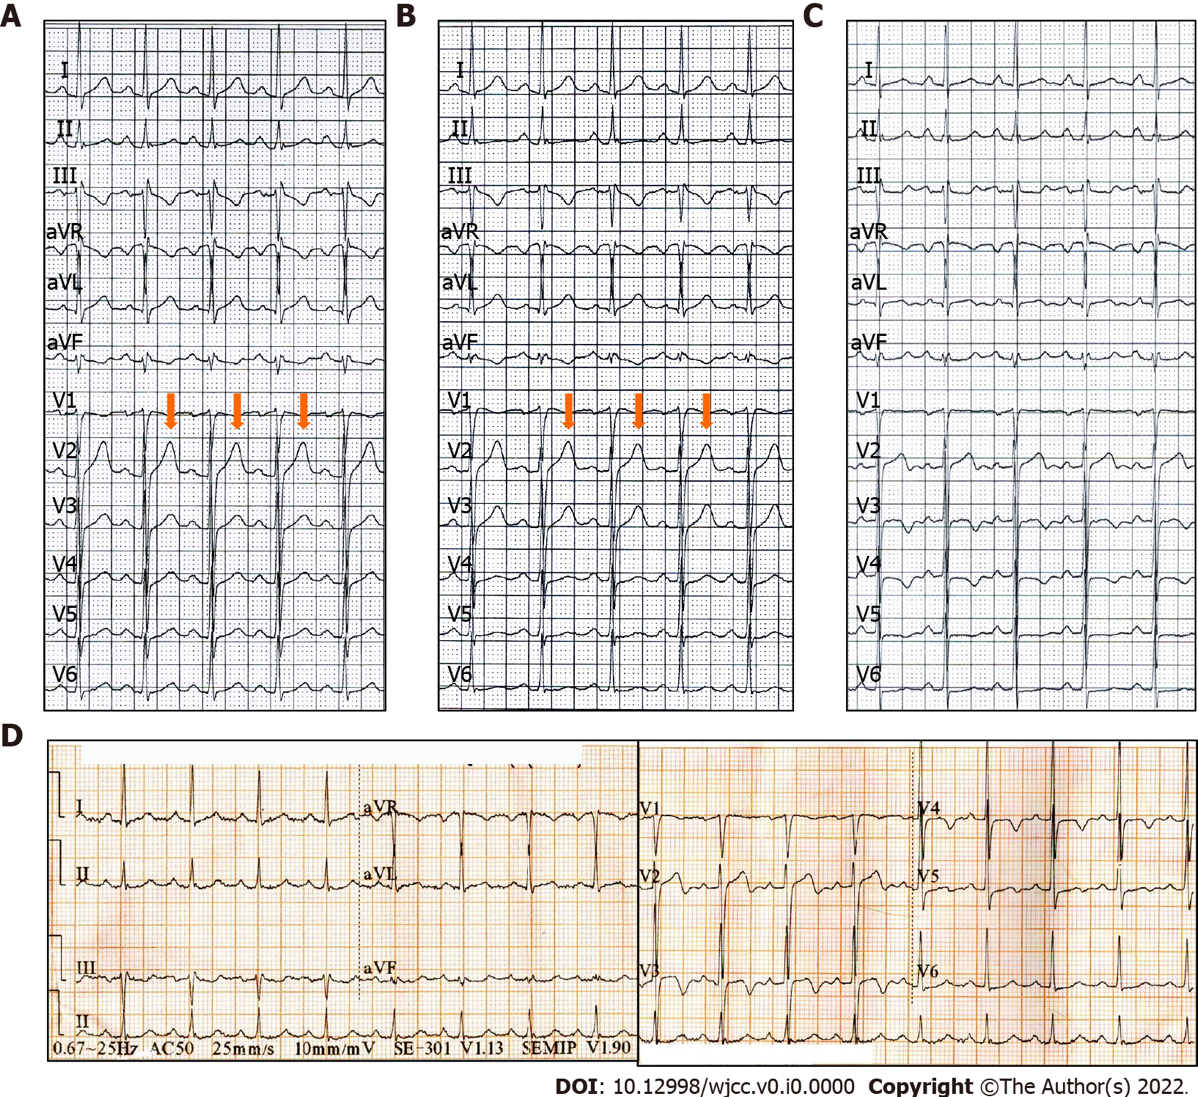 A
B
C
I
II
III
aVR
aVL
aVF
V1
V2
V3
V4
V5
V6
I
II
III
aVR
aVL
aVF
V1
V2
V3
V4
V5
V6
I
II
III
aVR
aVL
aVF
V1
V2
V3
V4
V5
V6
D
I aVR
II aVL
III aVF
II
V1 V4
V2 V5
V3 V6
0.67~25Hz AC50 25mm/s 10mm/mV SE-301 V1.13 SEMIP V1.90
DOI: 10.12998/wjcc.v0.i0.0000 Copyright ©The Author(s) 2022.